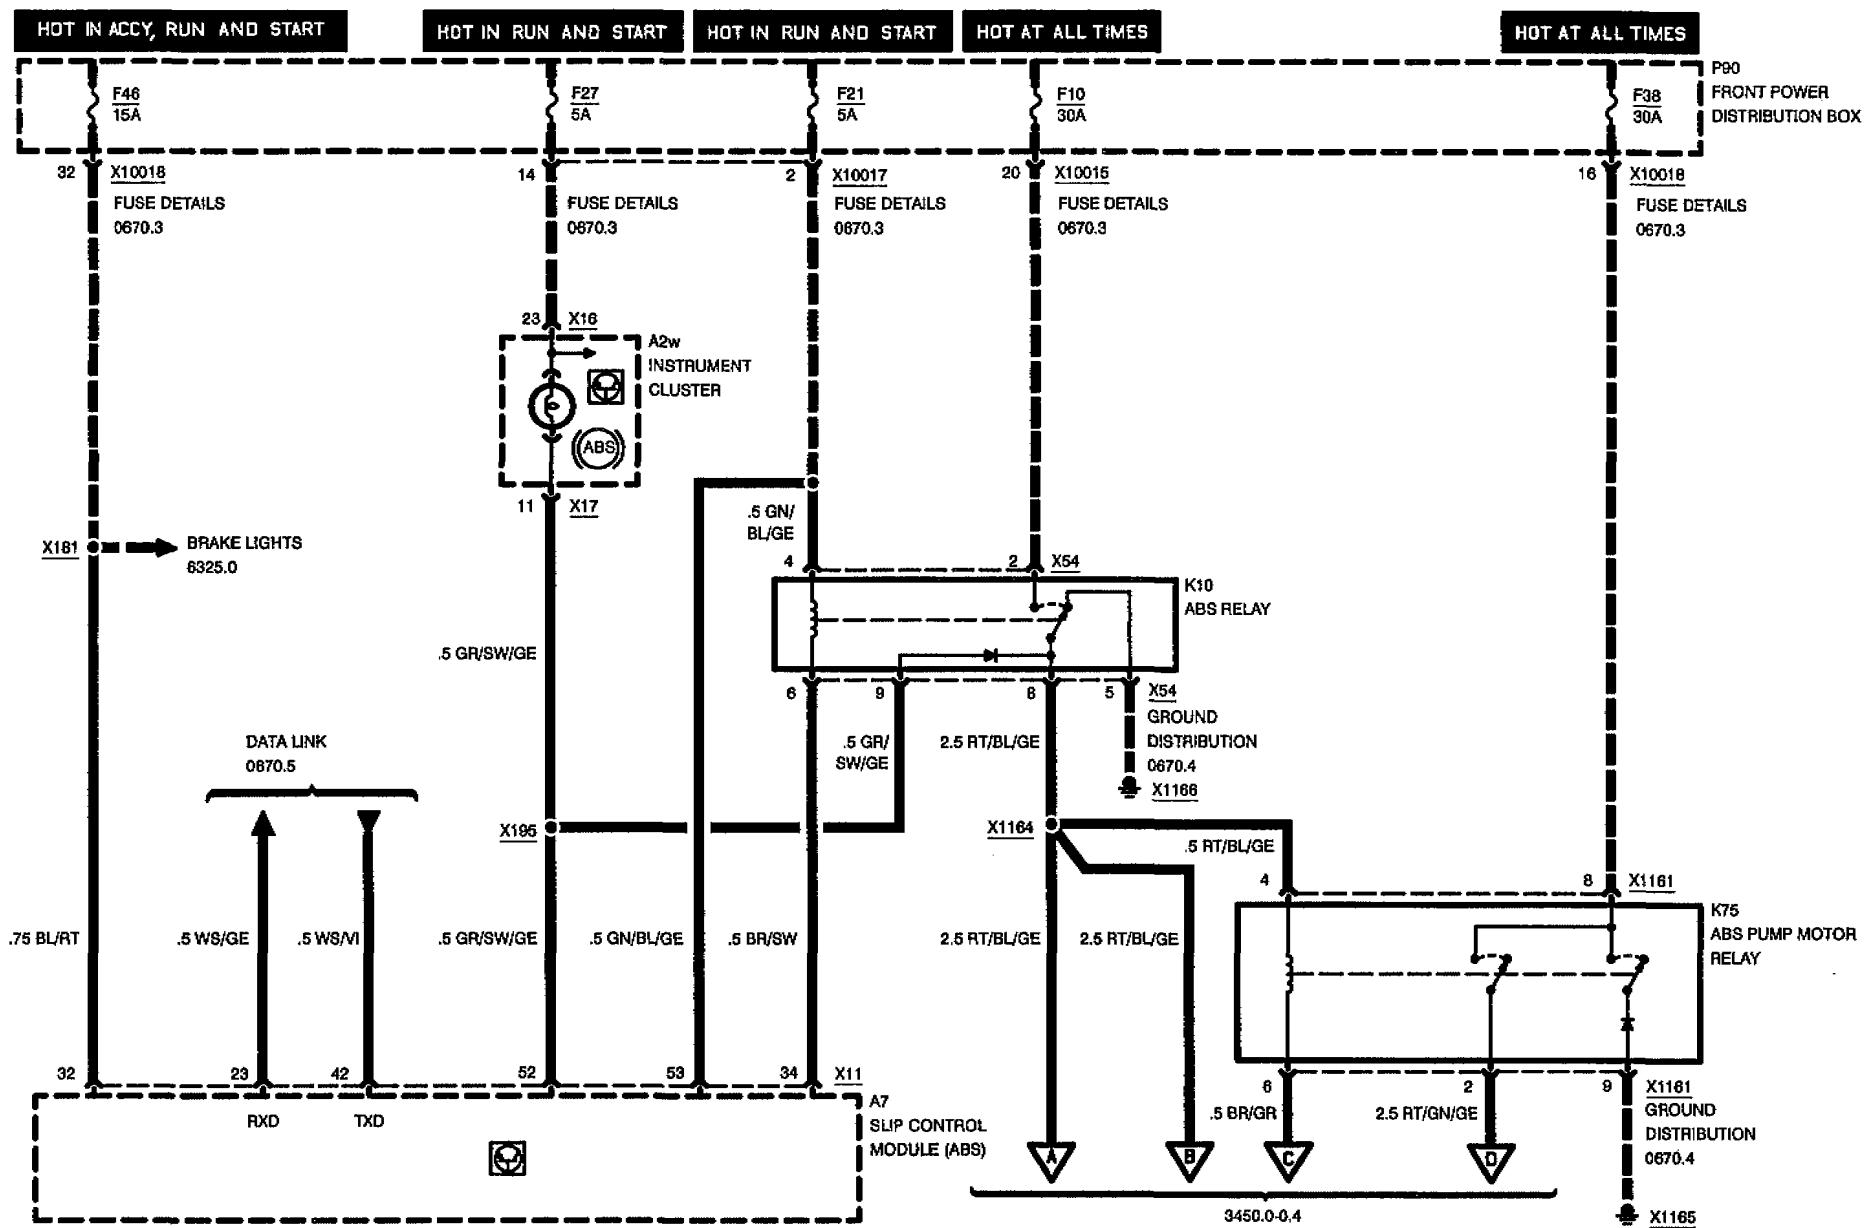 HOT IN ACCY, RUN AND START
HOT IN RUN AND START
HOT IN RUN AND START
HOT AT ALL TIMES
HOT AT ALL TIMES
F46
15A
F27
5A
F21
5A
F10
30A
F38
30A
P90
FRONT POWER
DISTRIBUTION BOX
32
X10018
14
2
X10017
20
X10015
16
X10018
FUSE DETAILS
0670.3
FUSE DETAILS
0670.3
FUSE DETAILS
0670.3
FUSE DETAILS
0670.3
FUSE DETAILS
0670.3
23
X16
A2w
INSTRUMENT
CLUSTER
ABS
11
X17
.5 GN/
BL/GE
X181
BRAKE LIGHTS
6325.0
4
2
X54
K10
ABS RELAY
.5 GR/SW/GE
6
9
8
5
X54
GROUND
DISTRIBUTION
0670.4
X1166
DATA LINK
0670.5
.5 GR/
SW/GE
2.5 RT/BL/GE
X195
X1164
.5 RT/BL/GE
4
8
X1161
K75
ABS PUMP MOTOR
RELAY
.75 BL/RT
.5 WS/GE
.5 WS/VI
.5 GR/SW/GE
.5 GN/BL/GE
.5 BR/SW
2.5 RT/BL/GE
2.5 RT/BL/GE
32
23
42
52
53
34
X11
6
2
9
X1161
GROUND
DISTRIBUTION
0670.4
X1165
RXD
TXD
A7
SLIP CONTROL
MODULE (ABS)
.5 BR/GR
2.5 RT/GN/GE
A
B
C
D
3450.0-0.4